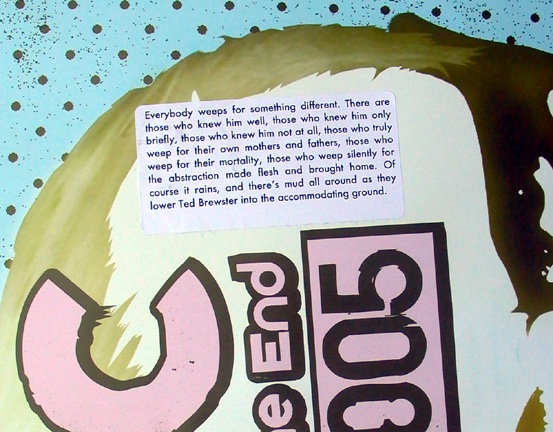 Everybody weeps for something different. There are
those who knew him well, those who knew him only
briefly, those who knew him not at all, those who truly
weep for their own mothers and fathers, those who
weep for their mortality, those who weep silently for
the abstraction made flesh and brought home. Of
course it rains, and there's mud all around as they
lower Ted Brewster into the accommodating ground.
C
e End
005